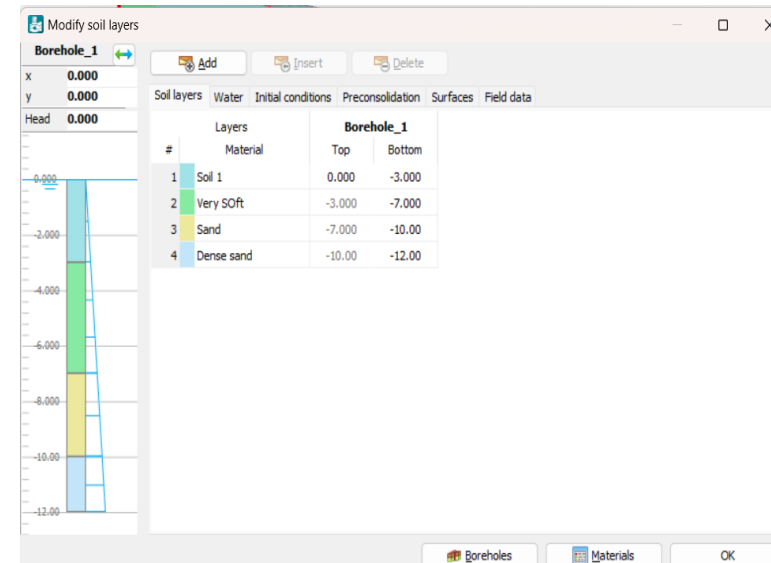 Modify soil layers
Borehole_1
x 0.000
y 0.000
Head 0.000
0.000
-2.000
-4.000
-6.000
-8.000
-10.00
-12.00
Add Insert Delete
Soil layers Water Initial conditions Preconsolidation Surfaces Field data
Layers Borehole_1
# Material Top Bottom
1 Soil 1 0.000 -3.000
2 Very SOft -3.000 -7.000
3 Sand -7.000 -10.00
4 Dense sand -10.00 -12.00
Boreholes Materials OK